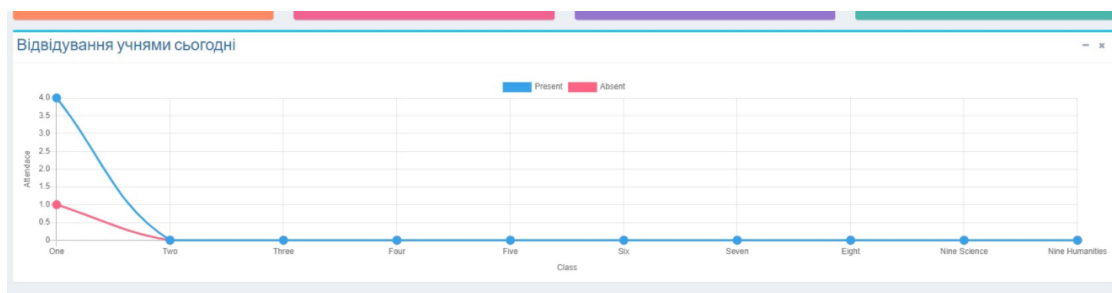 Відвідування учнями сьогодні
Present Absent
4.0
3.5
3.0
2.5
2.0
1.5
1.0
0.5
0
Attendace
One Two Three Four Five Six Seven Eight Nine Science Nine Humanities
Class